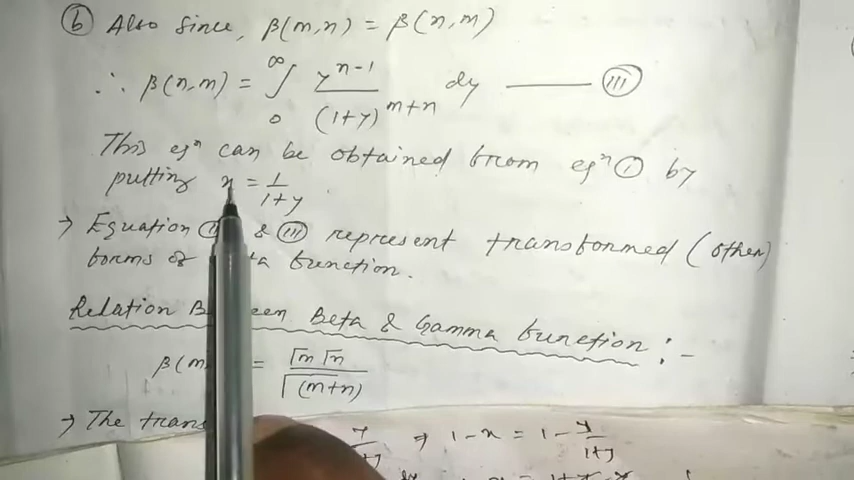 (b) Also since, β(m,n) = β(n,m)
∴ β(n,m) = ∫₀^∞ y^(n-1) / (1+y)^(m+n) dy —— (III)
This eqⁿ can be obtained from eqⁿ (I) by
putting x = 1/(1+y)
→ Equation & (III) represent transformed (other)
forms of function.
Relation Between Beta & Gamma function :-
β(m = Γm Γn / Γ(m+n)
→ The y ⇒ 1-x = 1 - y/(1+y)